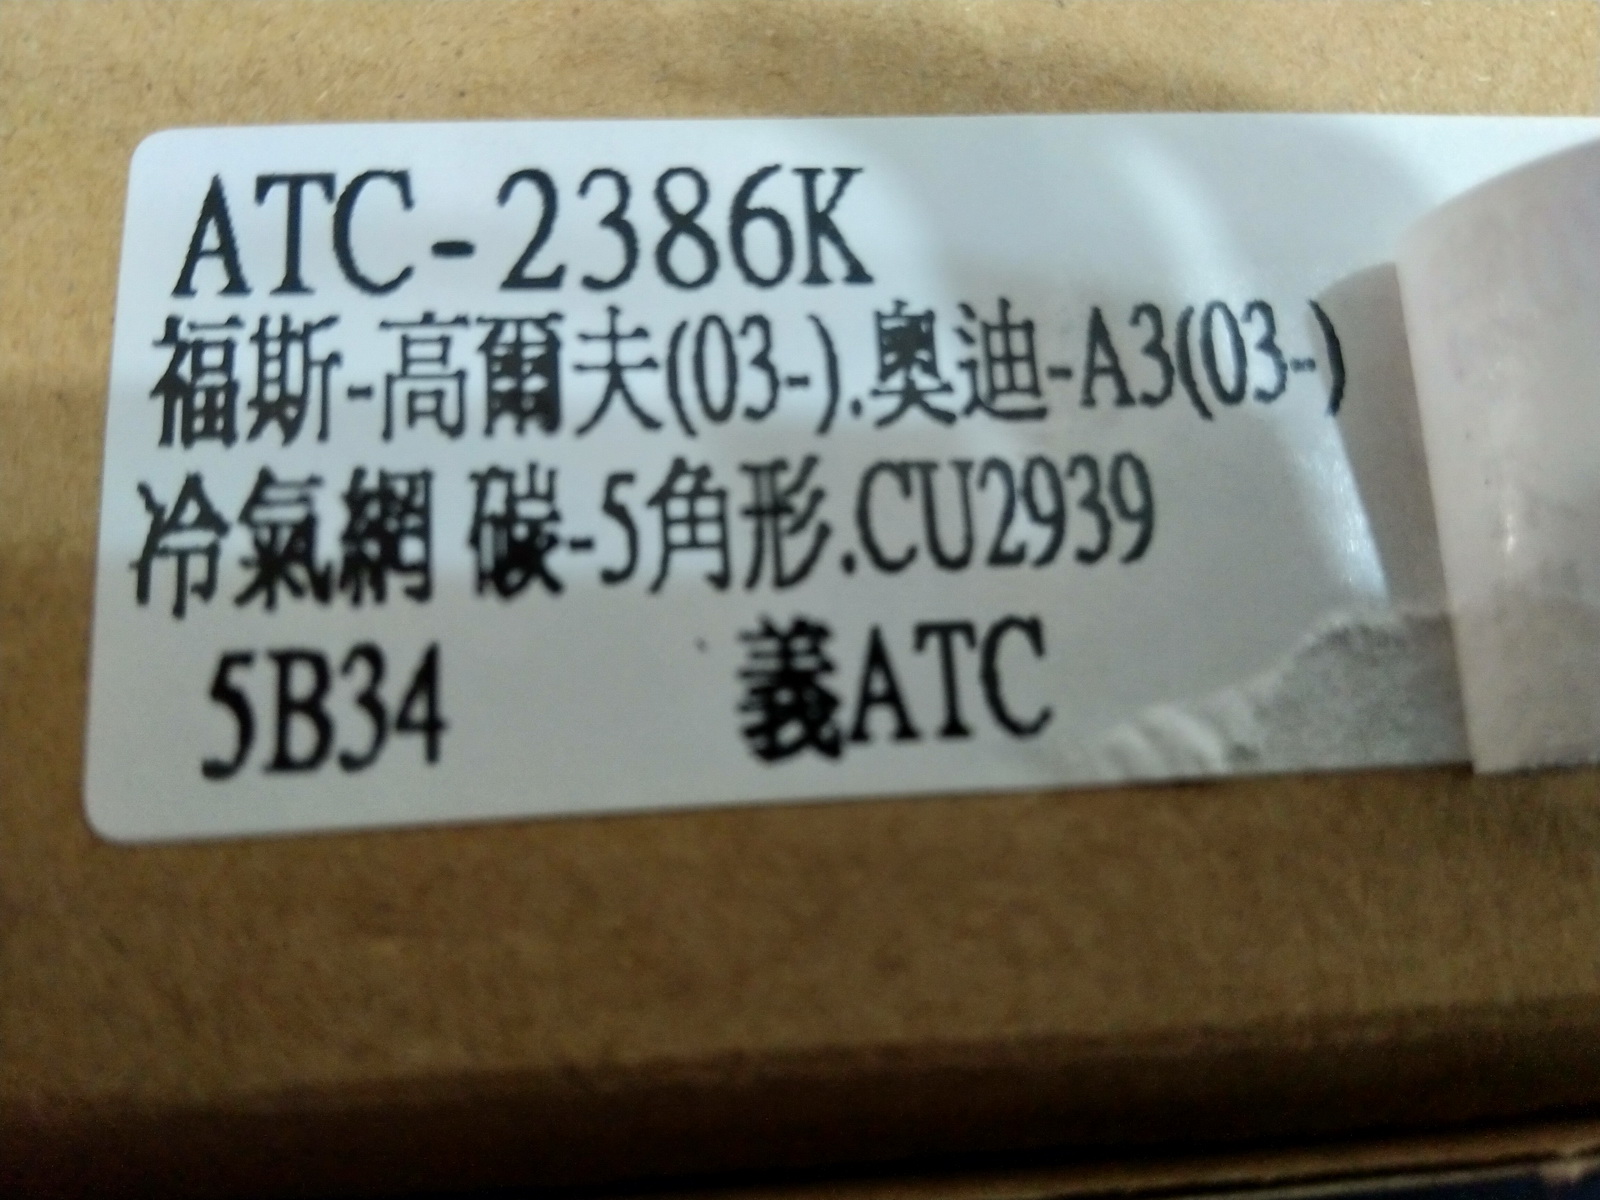 ATC-2386K
福斯-高爾夫(03-).奧迪-A3(03-)
冷氣網 碳-5角形.CU2939
5B34 義ATC